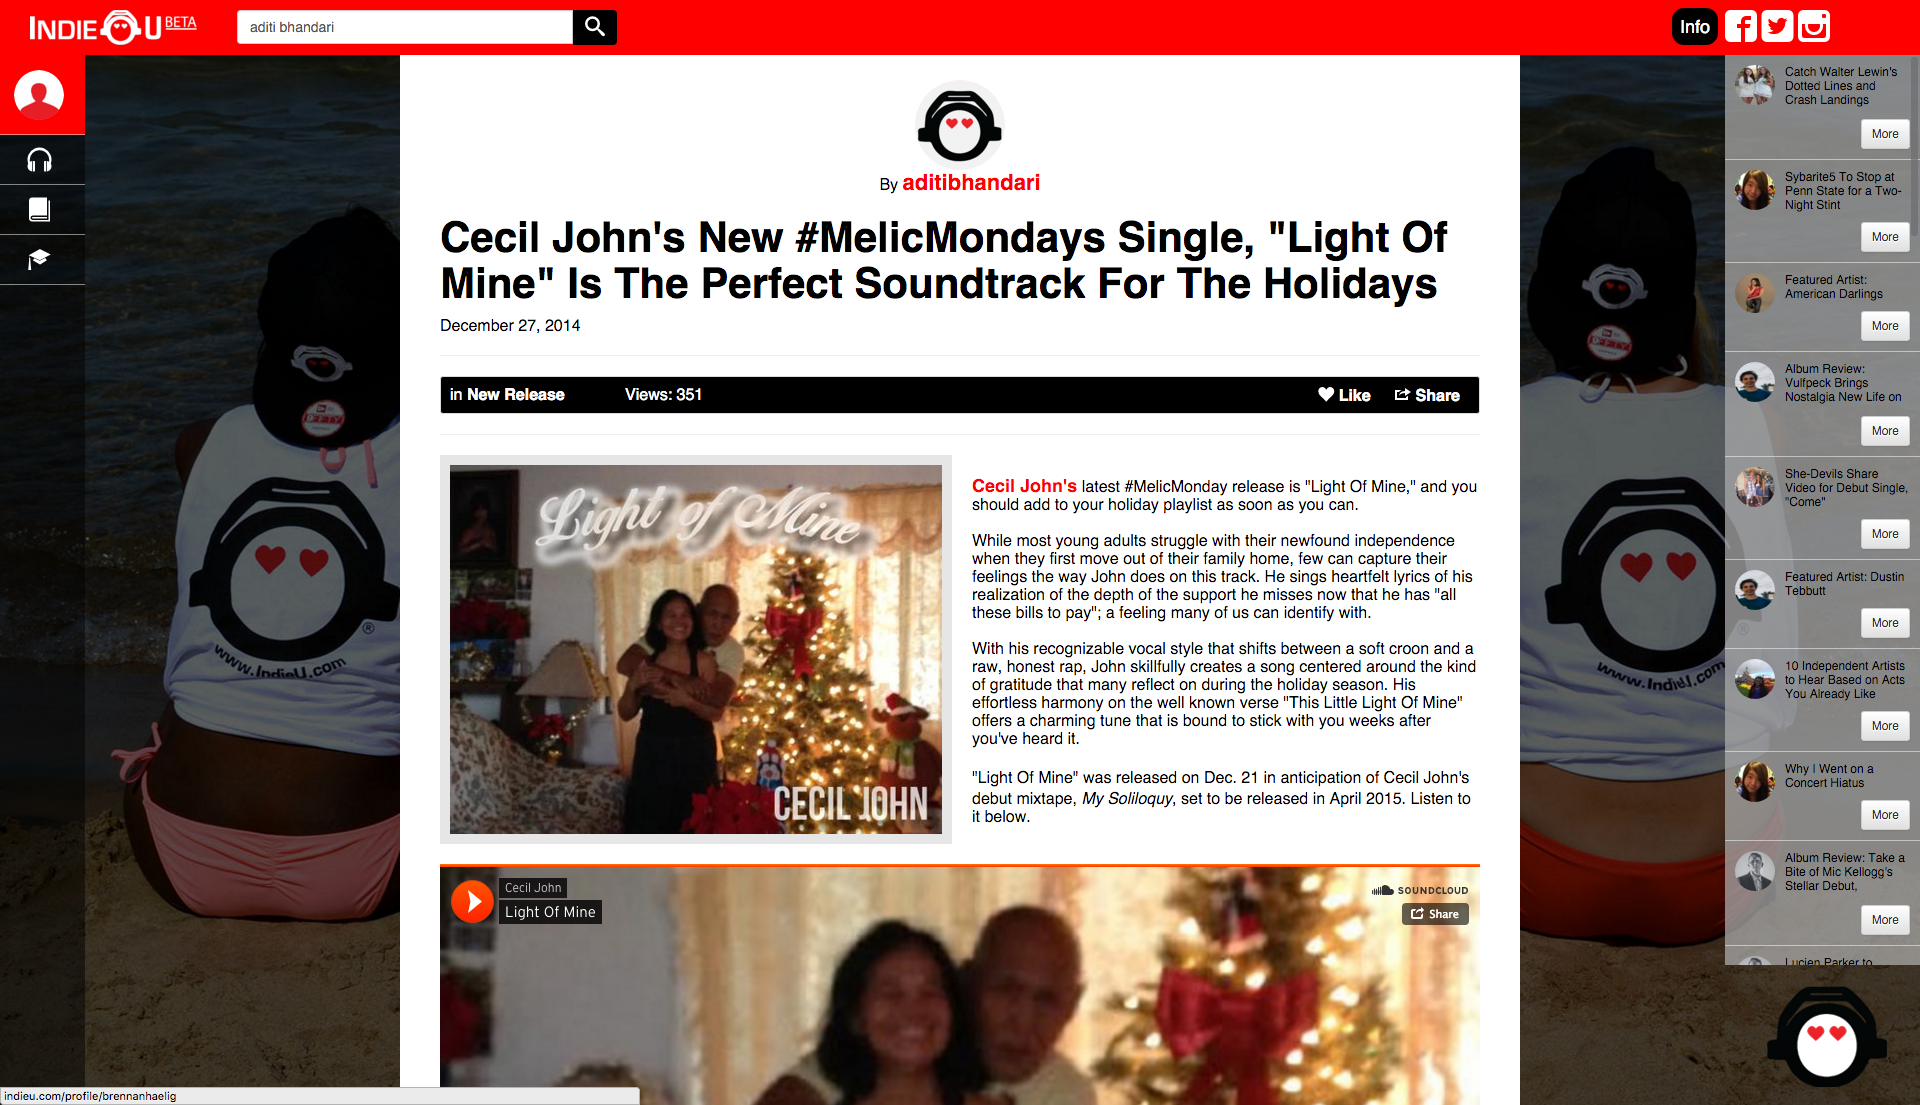 INDIE U BETA
aditi bhandari
Info
By aditibhandari
Cecil John's New #MelicMondays Single, "Light Of
Mine" Is The Perfect Soundtrack For The Holidays
December 27, 2014
in New Release
Views: 351
Like
Share
Light of Mine
CECIL JOHN
Cecil John's latest #MelicMonday release is "Light Of Mine," and you
should add to your holiday playlist as soon as you can.
While most young adults struggle with their newfound independence
when they first move out of their family home, few can capture their
feelings the way John does on this track. He sings heartfelt lyrics of his
realization of the depth of the support he misses now that he has "all
these bills to pay"; a feeling many of us can identify with.
With his recognizable vocal style that shifts between a soft croon and a
raw, honest rap, John skillfully creates a song centered around the kind
of gratitude that many reflect on during the holiday season. His
effortless harmony on the well known verse "This Little Light Of Mine"
offers a charming tune that is bound to stick with you weeks after
you've heard it.
"Light Of Mine" was released on Dec. 21 in anticipation of Cecil John's
debut mixtape, My Soliloquy, set to be released in April 2015. Listen to
it below.
Cecil John
Light Of Mine
SOUNDCLOUD
Share
Catch Walter Lewin's
Dotted Lines and
Crash Landings
More
Sybarite5 To Stop at
Penn State for a Two-
Night Stint
More
Featured Artist:
American Darlings
More
Album Review:
Vulfpeck Brings
Nostalgia New Life on
More
She-Devils Share
Video for Debut Single,
"Come"
More
Featured Artist: Dustin
Tebbutt
More
10 Independent Artists
to Hear Based on Acts
You Already Like
More
Why I Went on a
Concert Hiatus
More
Album Review: Take a
Bite of Mic Kellogg's
Stellar Debut,
More
Lucien Parker to
®
www.IndieU.com
www.IndieU.com
indieu.com/profile/brennanhaelig